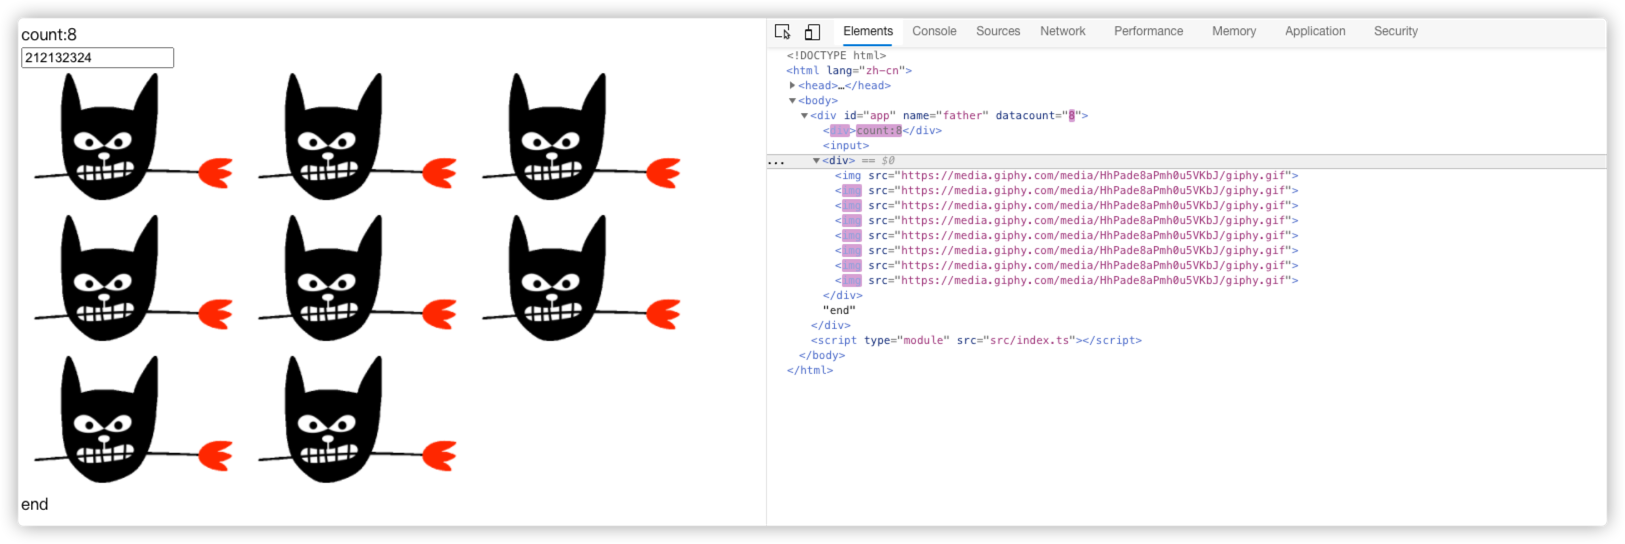 count:8
212132324
end
Elements Console Sources Network Performance Memory Application Security
<!DOCTYPE html>
<html lang="zh-cn">
<head>…</head>
<body>
<div id="app" name="father" datacount="8">
<div>count:8</div>
<input>
... <div> == $0
<img src="https://media.giphy.com/media/HhPade8aPmh0u5VKbJ/giphy.gif">
<img src="https://media.giphy.com/media/HhPade8aPmh0u5VKbJ/giphy.gif">
<img src="https://media.giphy.com/media/HhPade8aPmh0u5VKbJ/giphy.gif">
<img src="https://media.giphy.com/media/HhPade8aPmh0u5VKbJ/giphy.gif">
<img src="https://media.giphy.com/media/HhPade8aPmh0u5VKbJ/giphy.gif">
<img src="https://media.giphy.com/media/HhPade8aPmh0u5VKbJ/giphy.gif">
<img src="https://media.giphy.com/media/HhPade8aPmh0u5VKbJ/giphy.gif">
<img src="https://media.giphy.com/media/HhPade8aPmh0u5VKbJ/giphy.gif">
</div>
"end"
</div>
<script type="module" src="src/index.ts"></script>
</body>
</html>